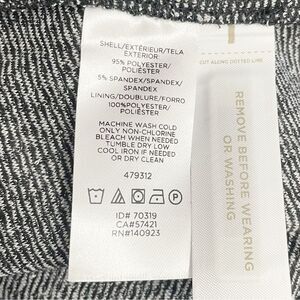 SHELL/EXTÉRIEUR/TELA
EXTERIOR
95% POLYESTER/
POLIÉSTER
5% SPANDEX/SPANDEX/
SPANDEX
LINING/DOUBLURE/FORRO
100%POLYESTER/
POLIÉSTER
MACHINE WASH COLD
ONLY NON-CHLORINE
BLEACH WHEN NEEDED
TUMBLE DRY LOW
COOL IRON IF NEEDED
OR DRY CLEAN
479312
ID# 70319
CA#57421
RN#140923
CUT ALONG DOTTED LINE
REMOVE BEFORE WEARING
OR WASHING